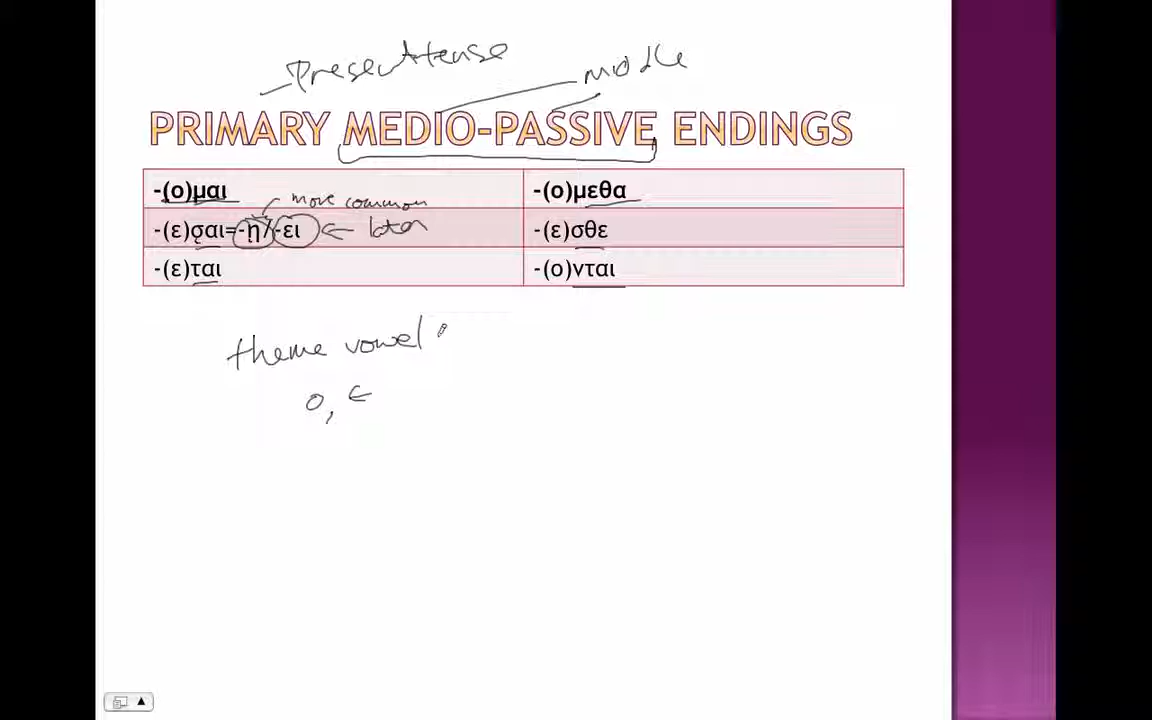 Present tense
middle
PRIMARY MEDIO-PASSIVE ENDINGS
-(ο)μαι -(ο)μεθα
more common
-(ε)σαι=-ῃ/-ει later -(ε)σθε
-(ε)ται -(ο)νται
theme vowel
ο, ε